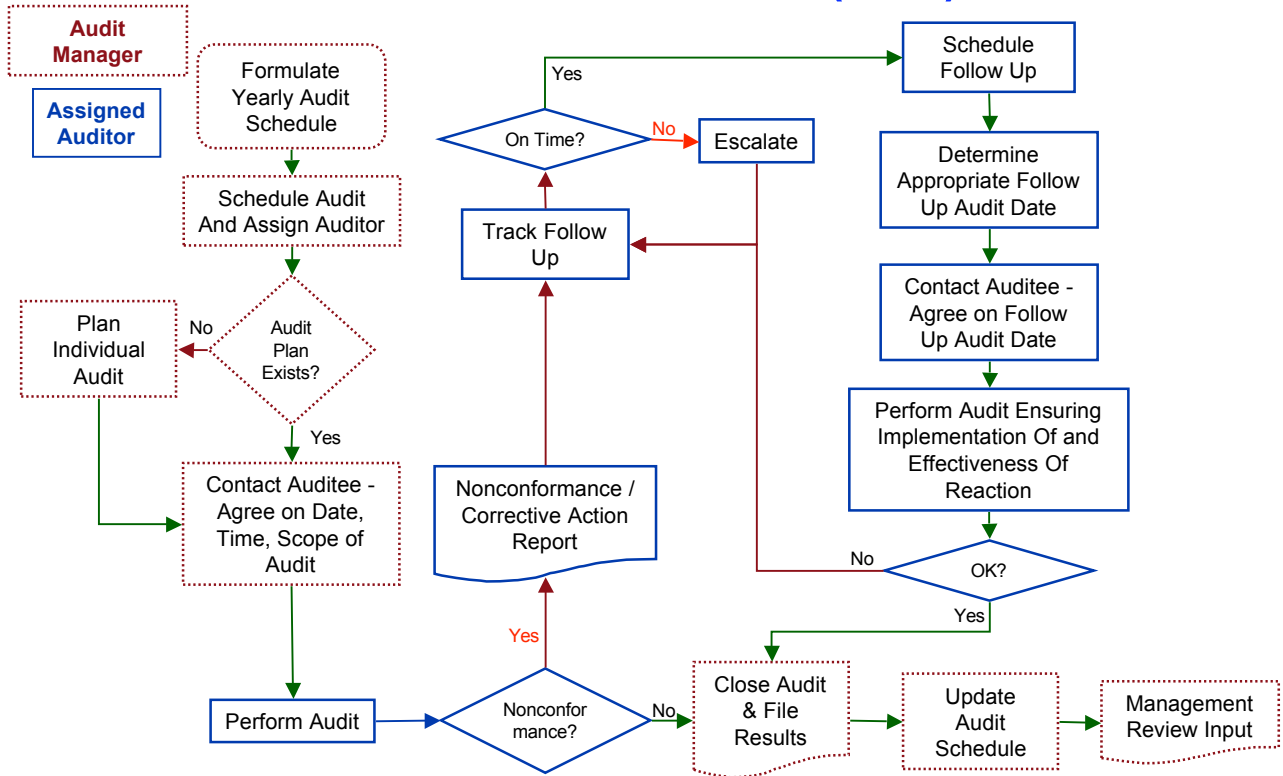 Audit
Manager
Assigned
Auditor
Formulate
Yearly Audit
Schedule
Schedule Audit
And Assign Auditor
Audit
Plan
Exists?
No
Plan
Individual
Audit
Yes
Contact Auditee -
Agree on Date,
Time, Scope of
Audit
Perform Audit
Nonconfor
mance?
Yes
No
Nonconformance /
Corrective Action
Report
Track Follow
Up
On Time?
Yes
No
Escalate
Schedule
Follow Up
Determine
Appropriate Follow
Up Audit Date
Contact Auditee -
Agree on Follow
Up Audit Date
Perform Audit Ensuring
Implementation Of and
Effectiveness Of
Reaction
OK?
No
Yes
Close Audit
& File
Results
Update
Audit
Schedule
Management
Review Input